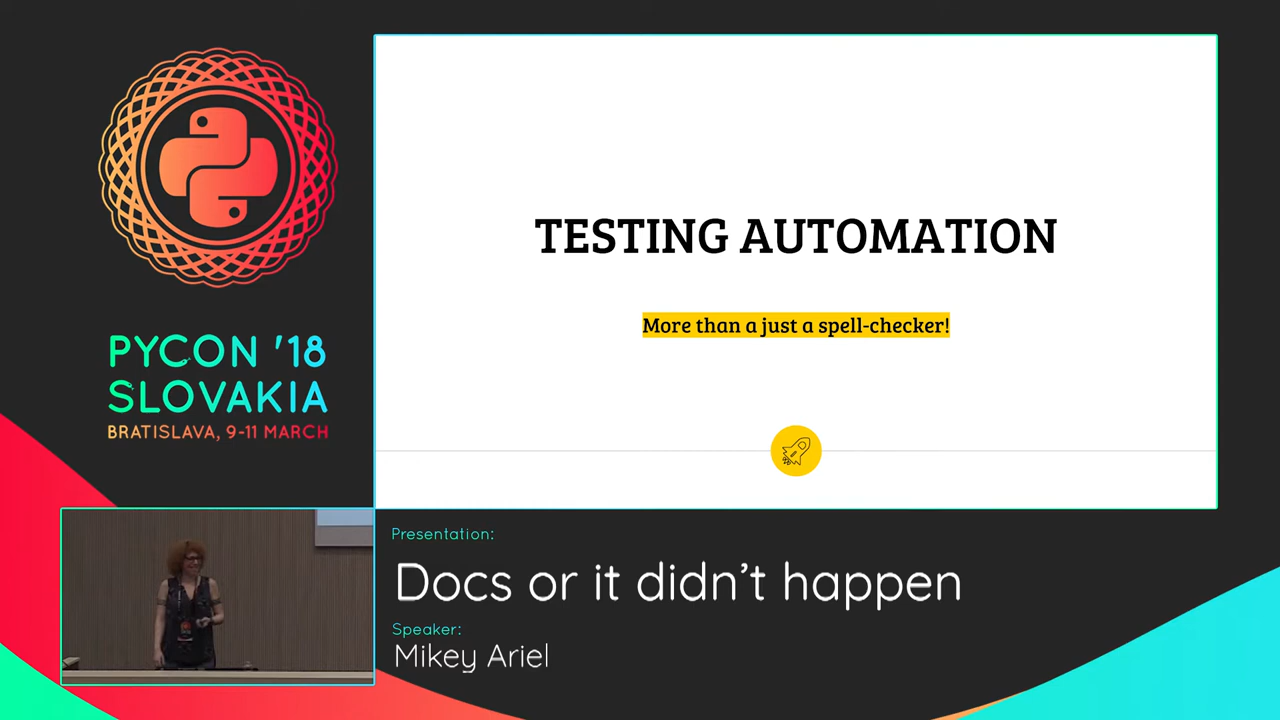 TESTING AUTOMATION
More than a just a spell-checker!
PYCON '18
SLOVAKIA
BRATISLAVA, 9-11 MARCH
Presentation:
Docs or it didn’t happen
Speaker:
Mikey Ariel